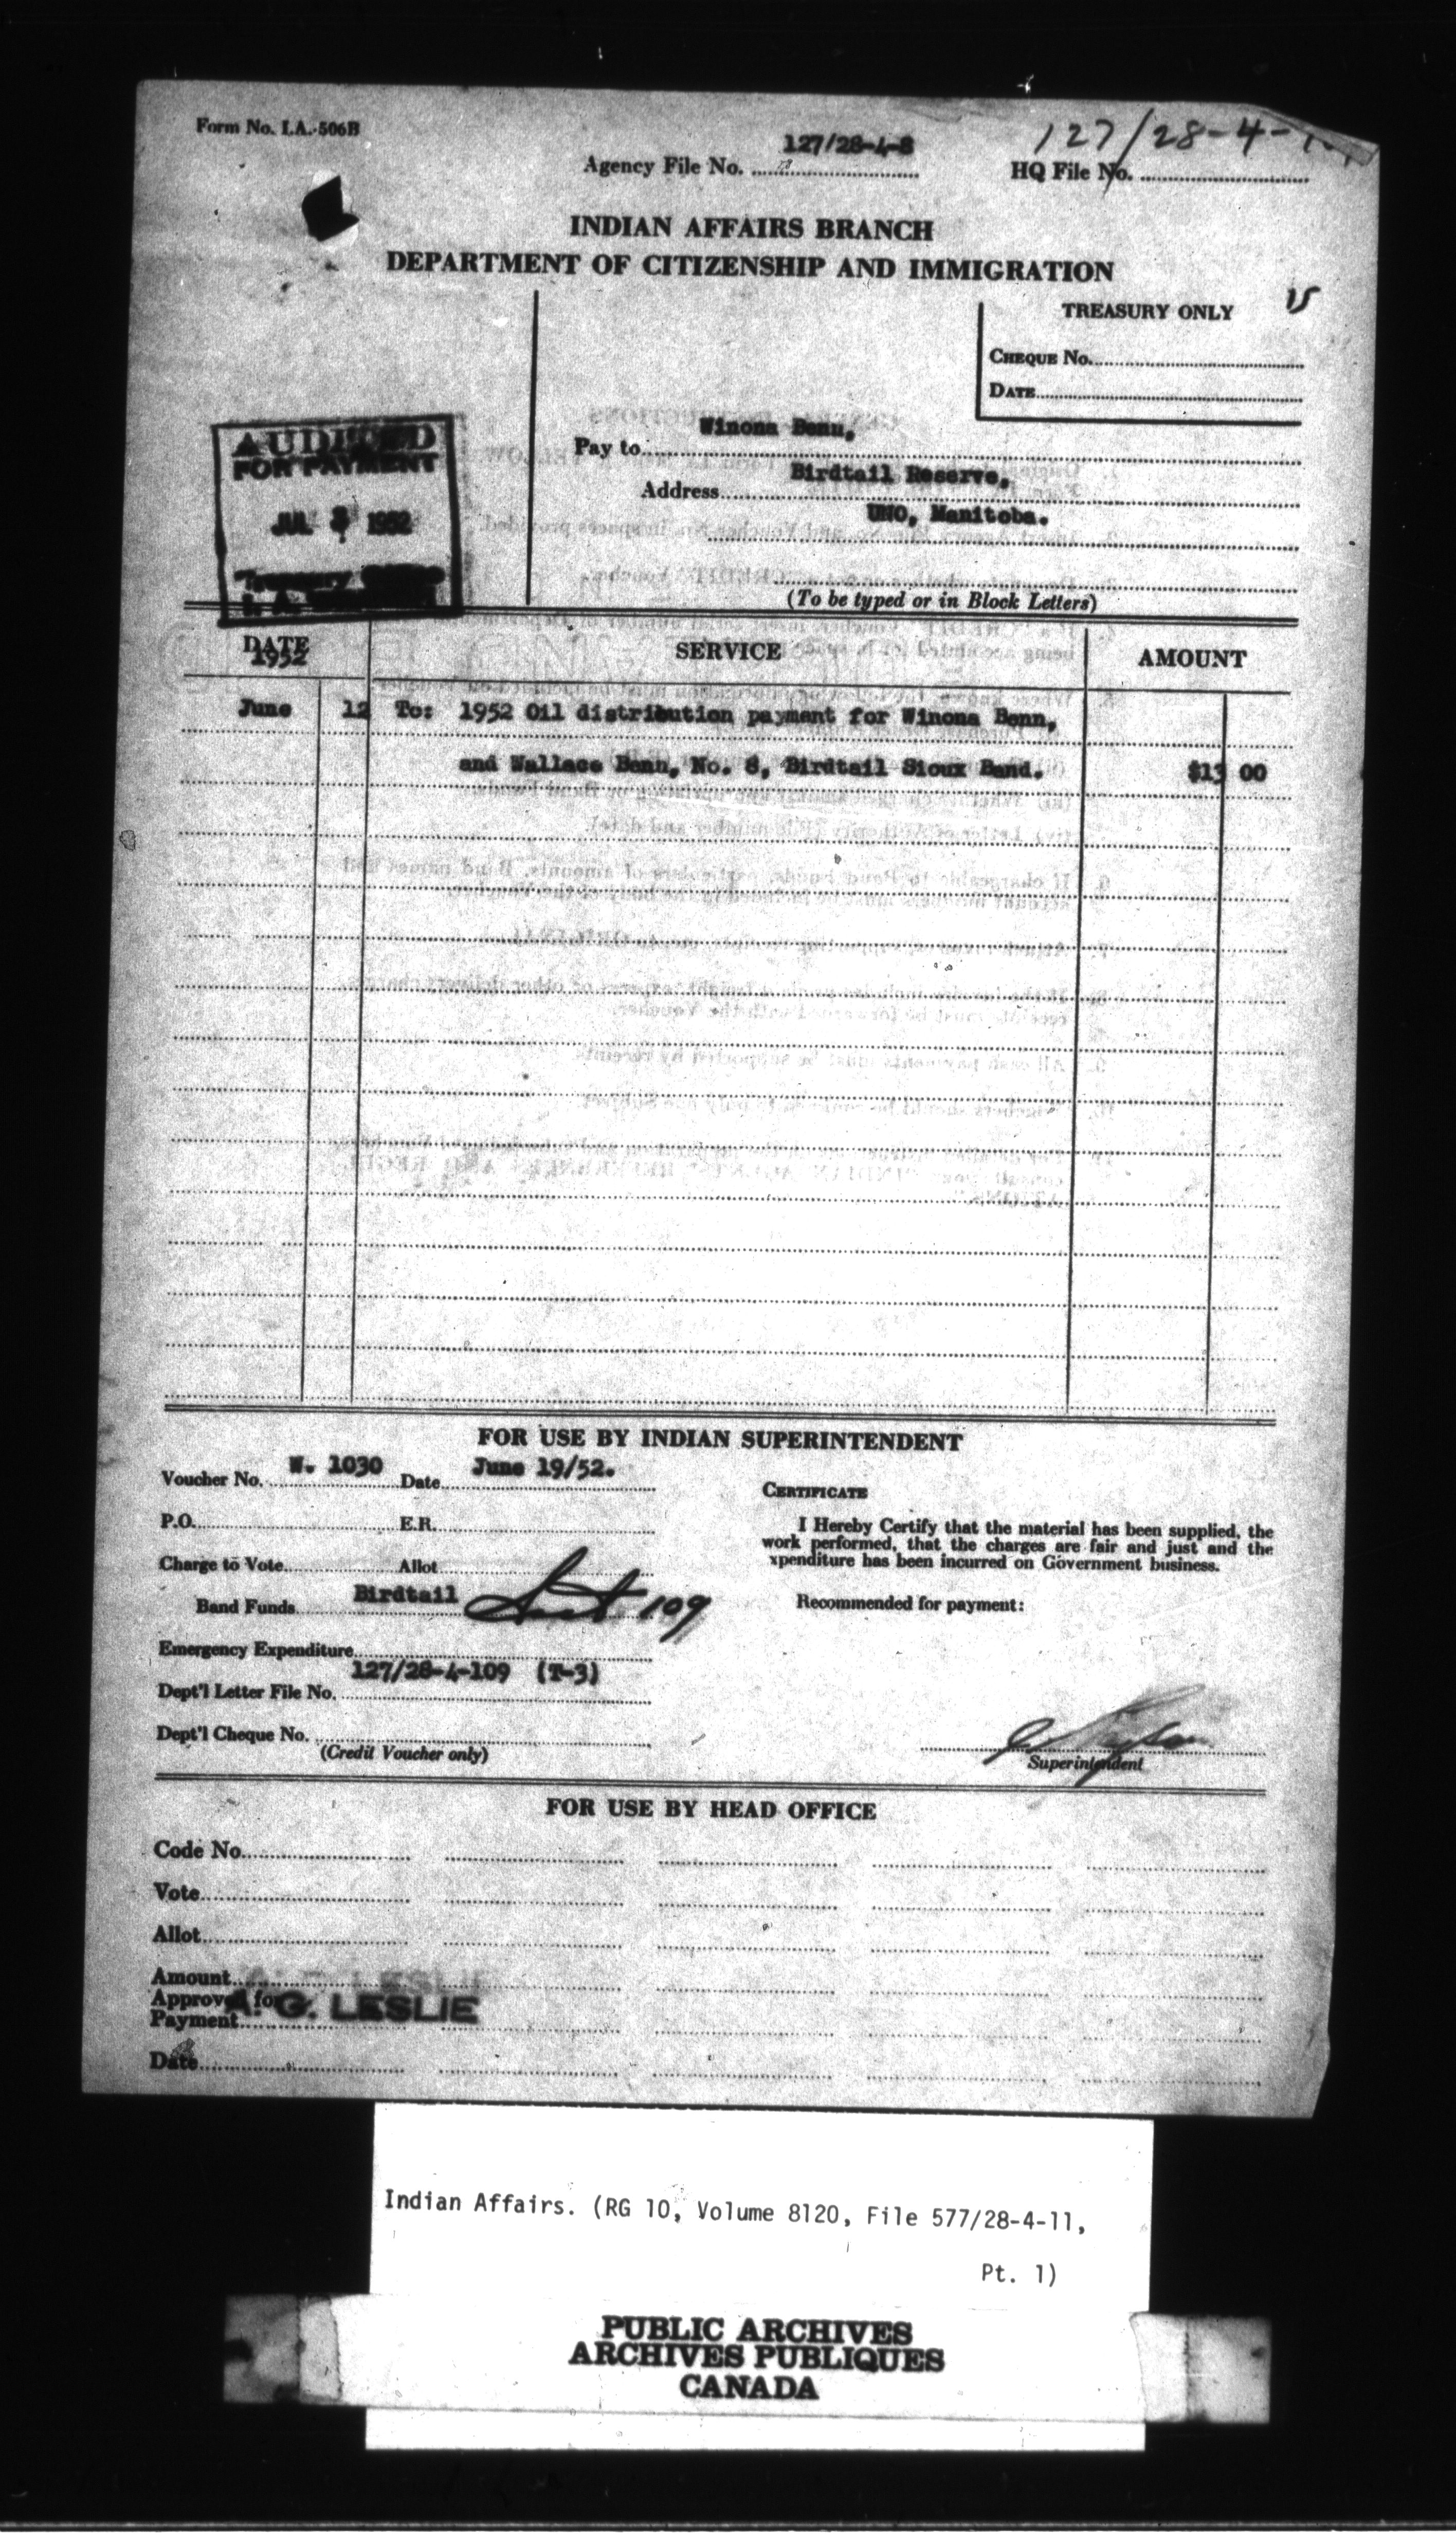 Form No. I.A. 506B
Agency File No. 127/28-4-8
HQ File No. 127/28-4-
INDIAN AFFAIRS BRANCH
DEPARTMENT OF CITIZENSHIP AND IMMIGRATION
TREASURY ONLY 15
CHEQUE No.
DATE
AUDITED
FOR PAYMENT
JUL 1952
Treasury
Pay to Winona Benn,
Address Birdtail Reserve,
UNO, Manitoba.
(To be typed or in Block Letters)
DATE SERVICE AMOUNT
1952
June 12 To: 1952 Oil distribution payment for Winona Benn,
and Wallace Benn, No. 8, Birdtail Sioux Band. $13 00
FOR USE BY INDIAN SUPERINTENDENT
Voucher No. W. 1030 Date June 19/52.
P.O. E.R.
Charge to Vote Allot
Band Funds Birdtail 109
Emergency Expenditure
Dept'l Letter File No. 127/28-4-109 (T-3)
Dept'l Cheque No.
(Credit Voucher only)
CERTIFICATE
I Hereby Certify that the material has been supplied, the
work performed, that the charges are fair and just and the
xpenditure has been incurred on Government business.
Recommended for payment:
Superintendent
FOR USE BY HEAD OFFICE
Code No.
Vote
Allot
Amount
Approved for
Payment A. G. LESLIE
Date
Indian Affairs. (RG 10, Volume 8120, File 577/28-4-11,
Pt. 1)
PUBLIC ARCHIVES
ARCHIVES PUBLIQUES
CANADA